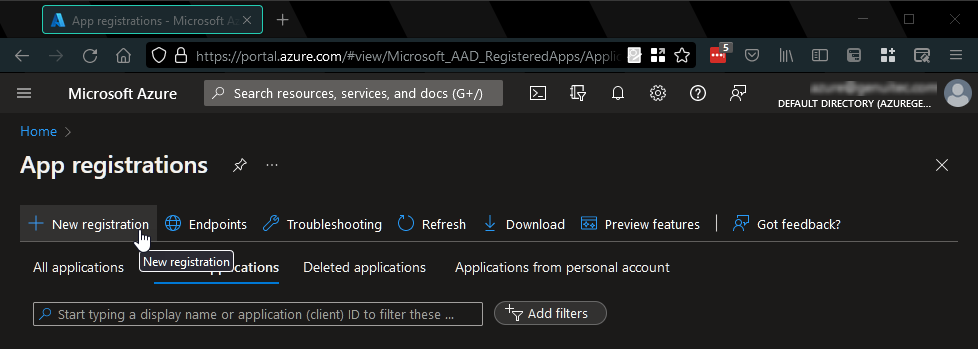 App registrations - Microsoft A
https://portal.azure.com/#view/Microsoft_AAD_RegisteredApps/Applic
5
Microsoft Azure
Search resources, services, and docs (G+/)
DEFAULT DIRECTORY (AZUREGE...
Home
App registrations
New registration
Endpoints
Troubleshooting
Refresh
Download
Preview features
Got feedback?
New registration
All applications
Deleted applications
Applications from personal account
Start typing a display name or application (client) ID to filter these ...
Add filters